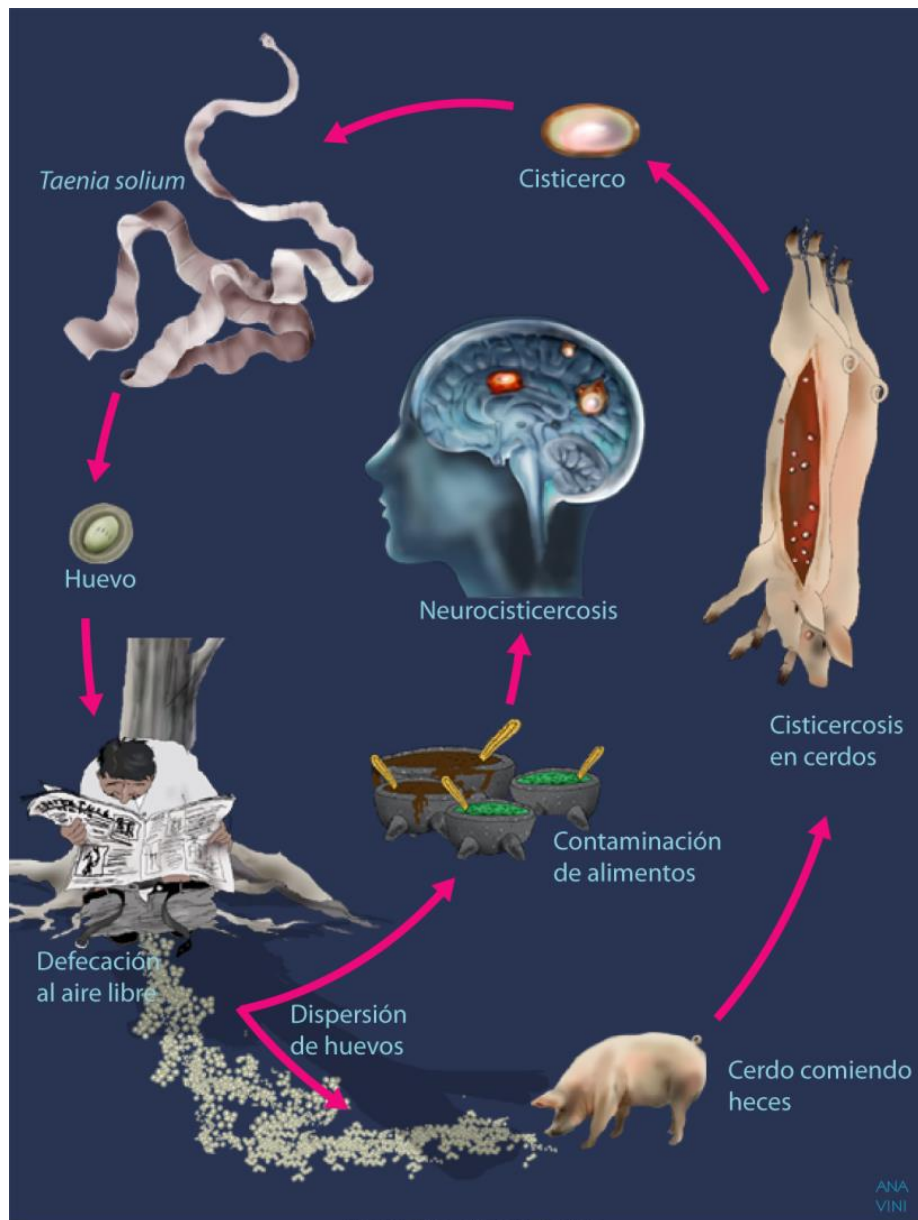 Cisticerco
Taenia solium
Huevo
Neurocisticercosis
Cisticercosis
en cerdos
Contaminación
de alimentos
Defecación
al aire libre
Dispersión
de huevos
Cerdo comiendo
heces
ANA
VINI